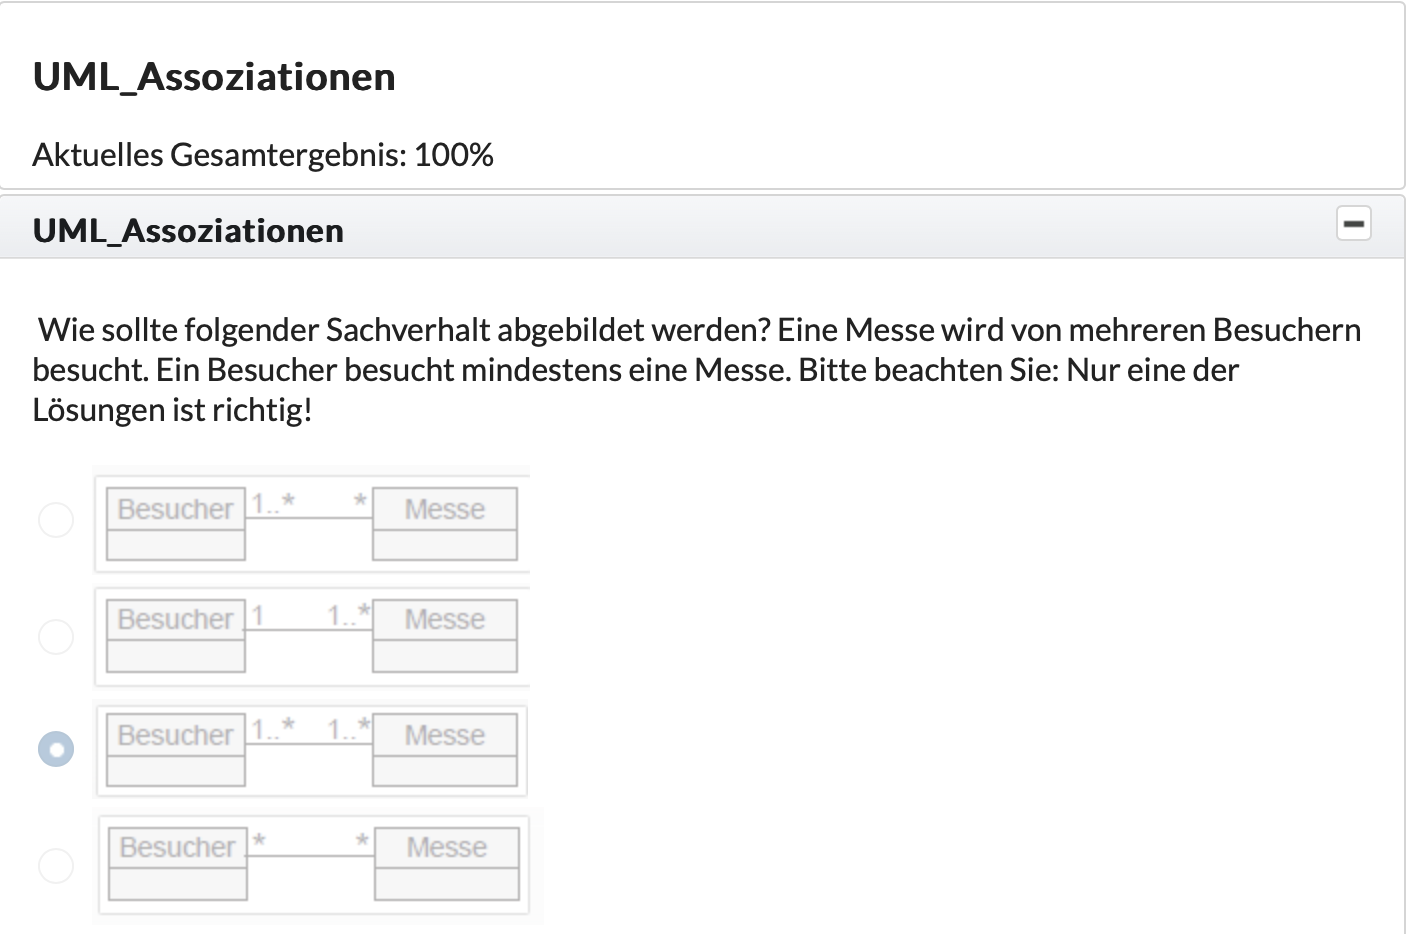 UML_Assoziationen
Aktuelles Gesamtergebnis: 100%
UML_Assoziationen
Wie sollte folgender Sachverhalt abgebildet werden? Eine Messe wird von mehreren Besuchern
besucht. Ein Besucher besucht mindestens eine Messe. Bitte beachten Sie: Nur eine der
Lösungen ist richtig!
Besucher 1..* * Messe
Besucher 1 1..* Messe
Besucher 1..* 1..* Messe
Besucher * * Messe